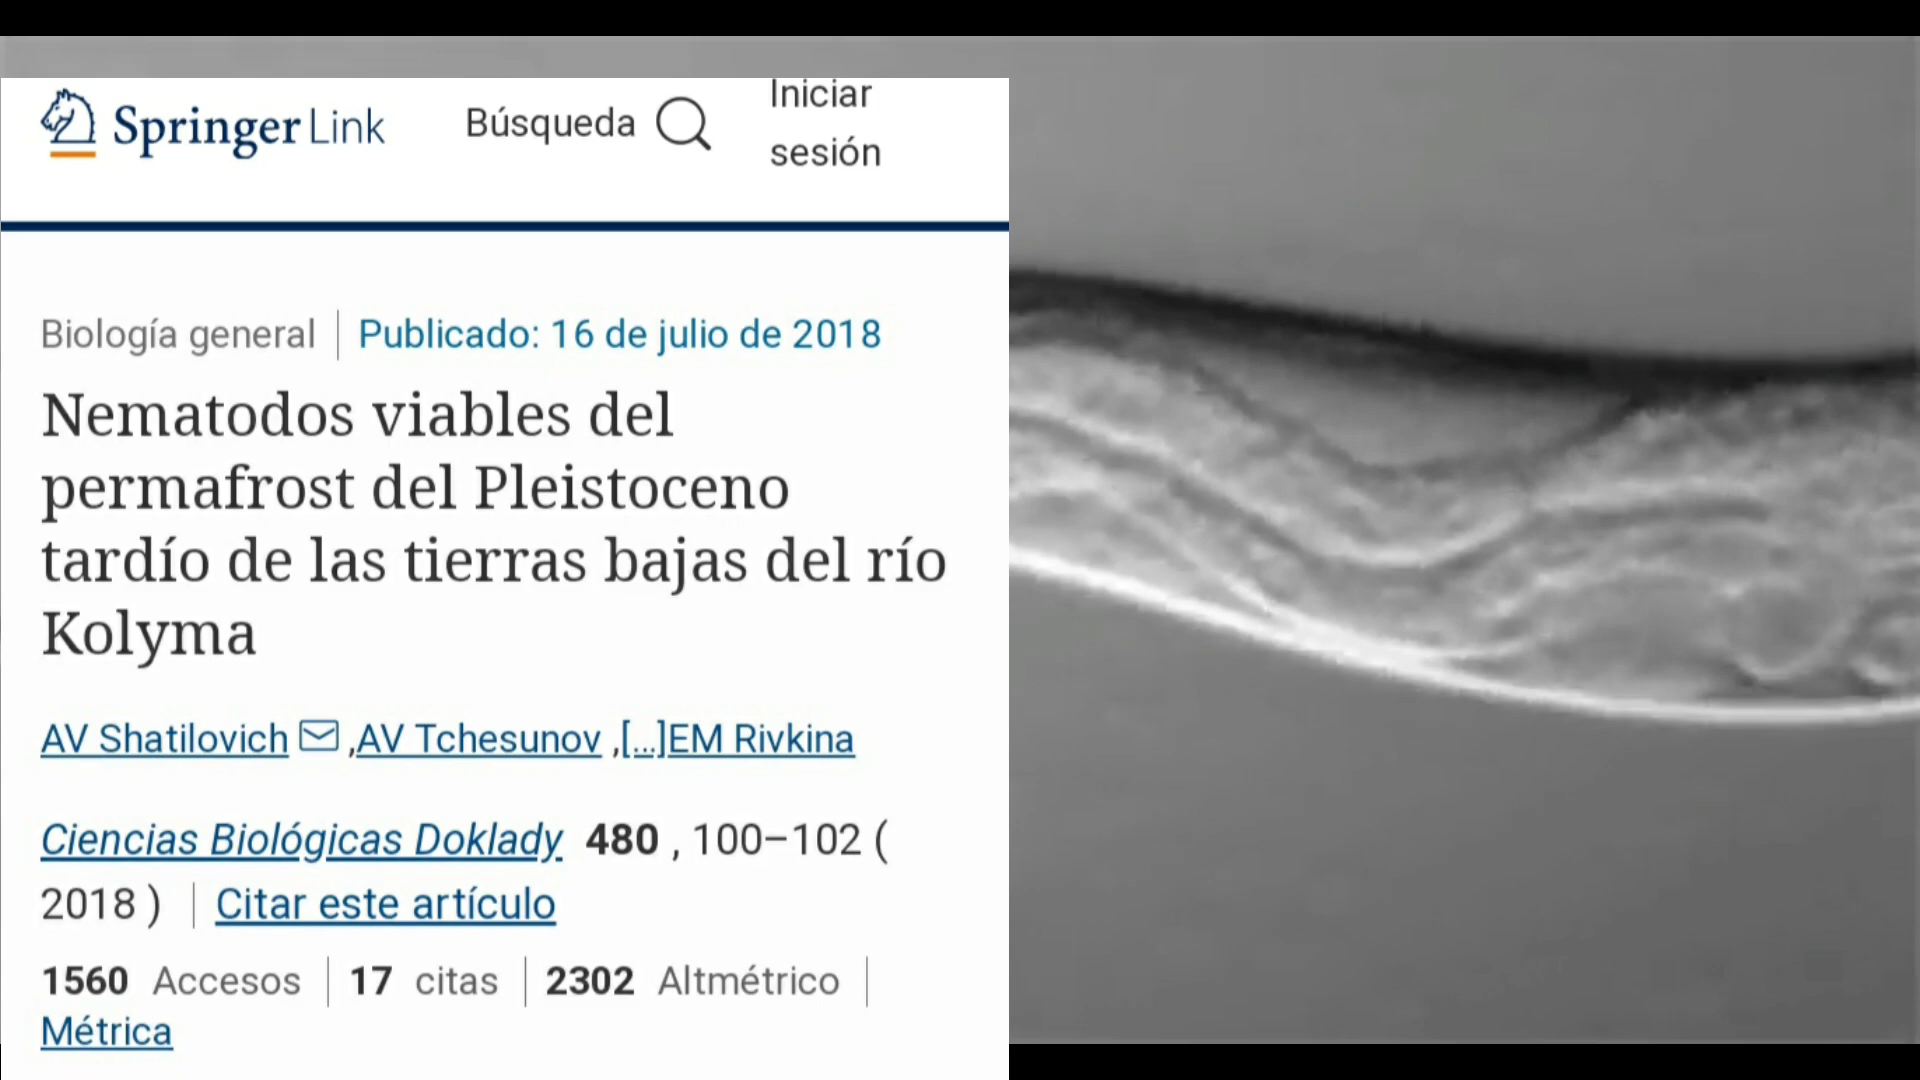 Springer Link
Búsqueda
Iniciar
sesión
Biología general
Publicado: 16 de julio de 2018
Nematodos viables del
permafrost del Pleistoceno
tardío de las tierras bajas del río
Kolyma
AV Shatilovich ,AV Tchesunov ,[...]EM Rivkina
Ciencias Biológicas Doklady 480 , 100–102 (
2018 ) | Citar este artículo
1560 Accesos | 17 citas | 2302 Altmétrico |
Métrica